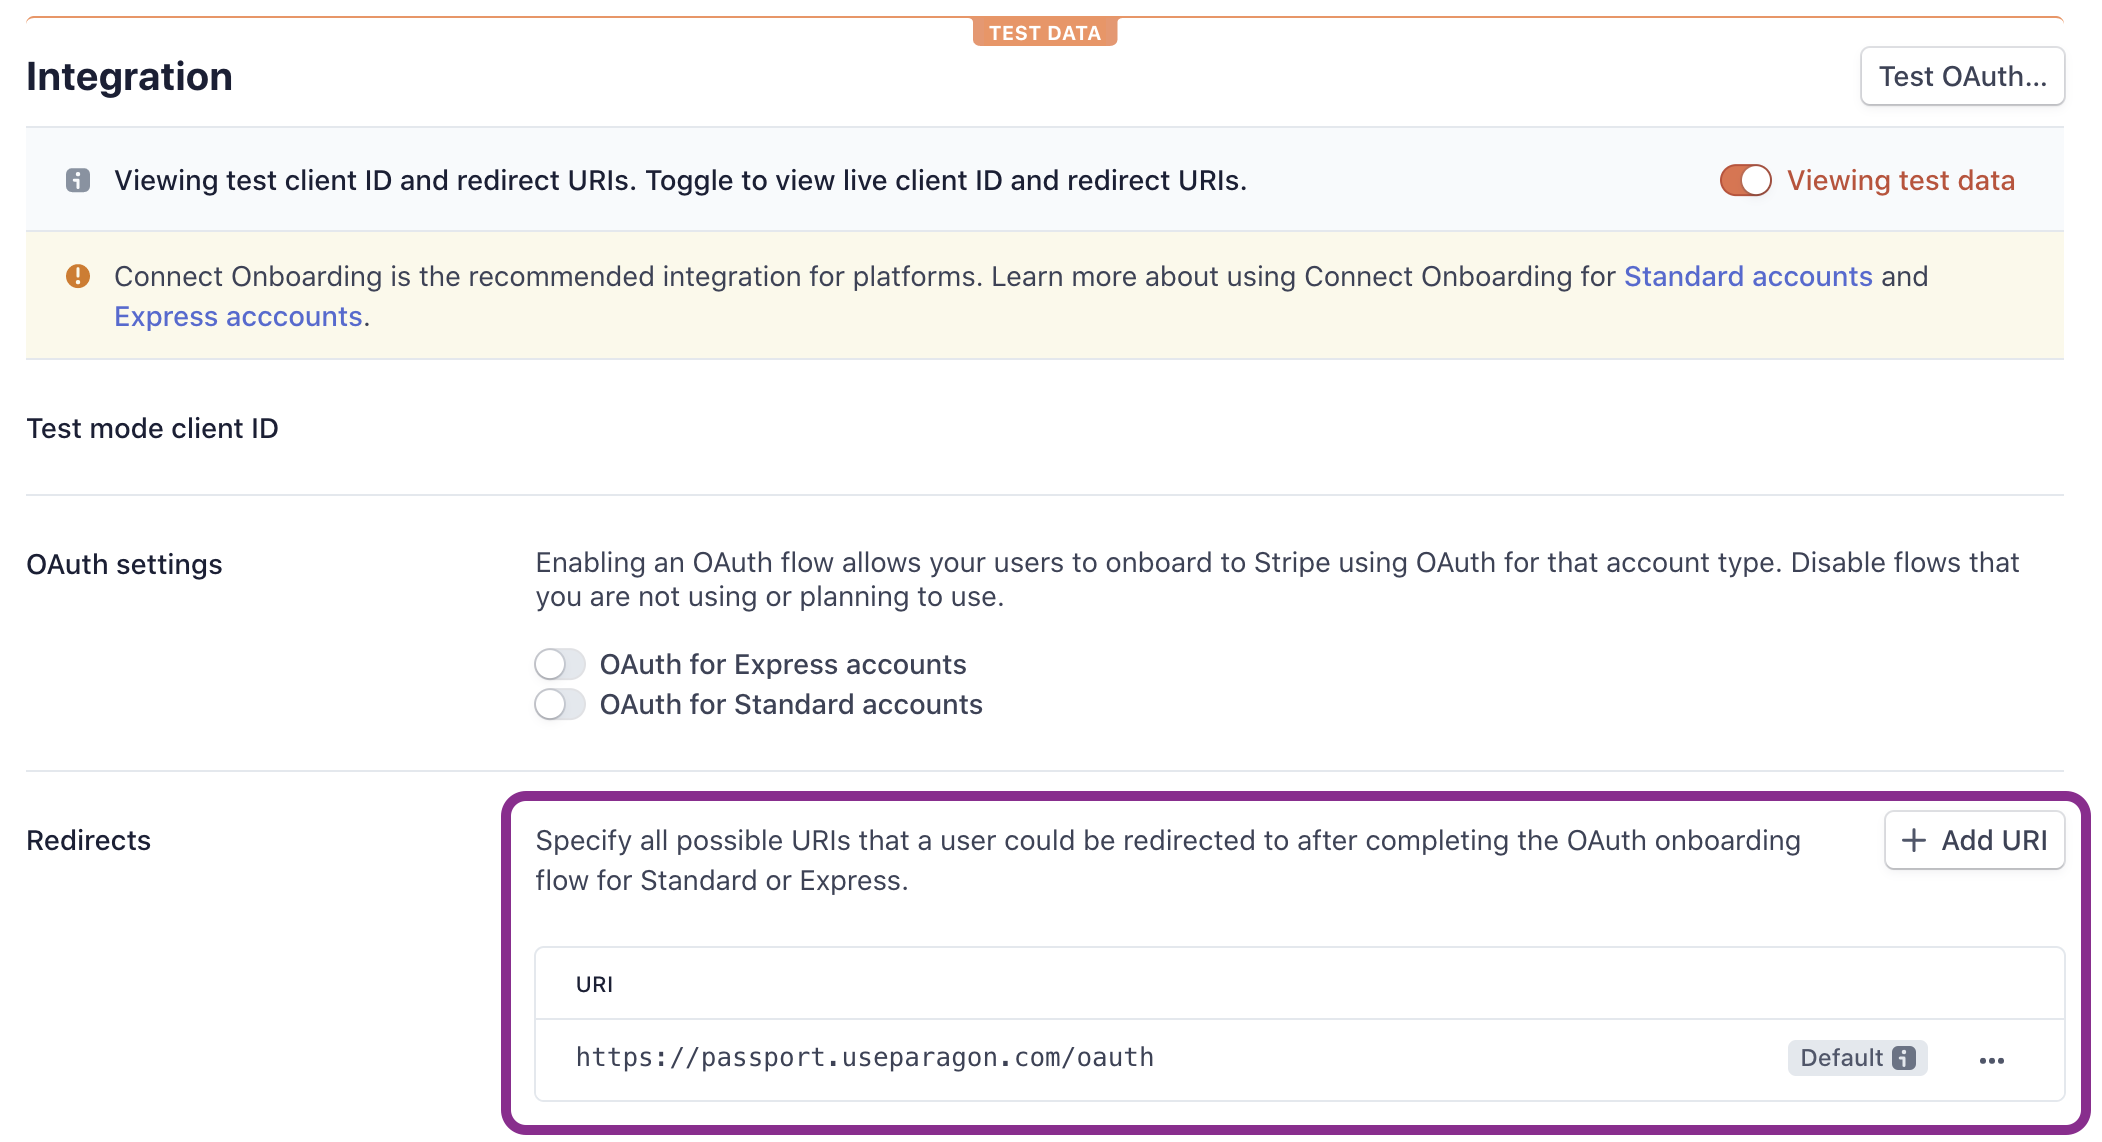 TEST DATA
Integration
Test OAuth...
Viewing test client ID and redirect URIs. Toggle to view live client ID and redirect URIs.
Viewing test data
Connect Onboarding is the recommended integration for platforms. Learn more about using Connect Onboarding for Standard accounts and
Express acccounts.
Test mode client ID
OAuth settings
Enabling an OAuth flow allows your users to onboard to Stripe using OAuth for that account type. Disable flows that
you are not using or planning to use.
OAuth for Express accounts
OAuth for Standard accounts
Redirects
Specify all possible URIs that a user could be redirected to after completing the OAuth onboarding
flow for Standard or Express.
+ Add URI
URI
https://passport.useparagon.com/oauth
Default